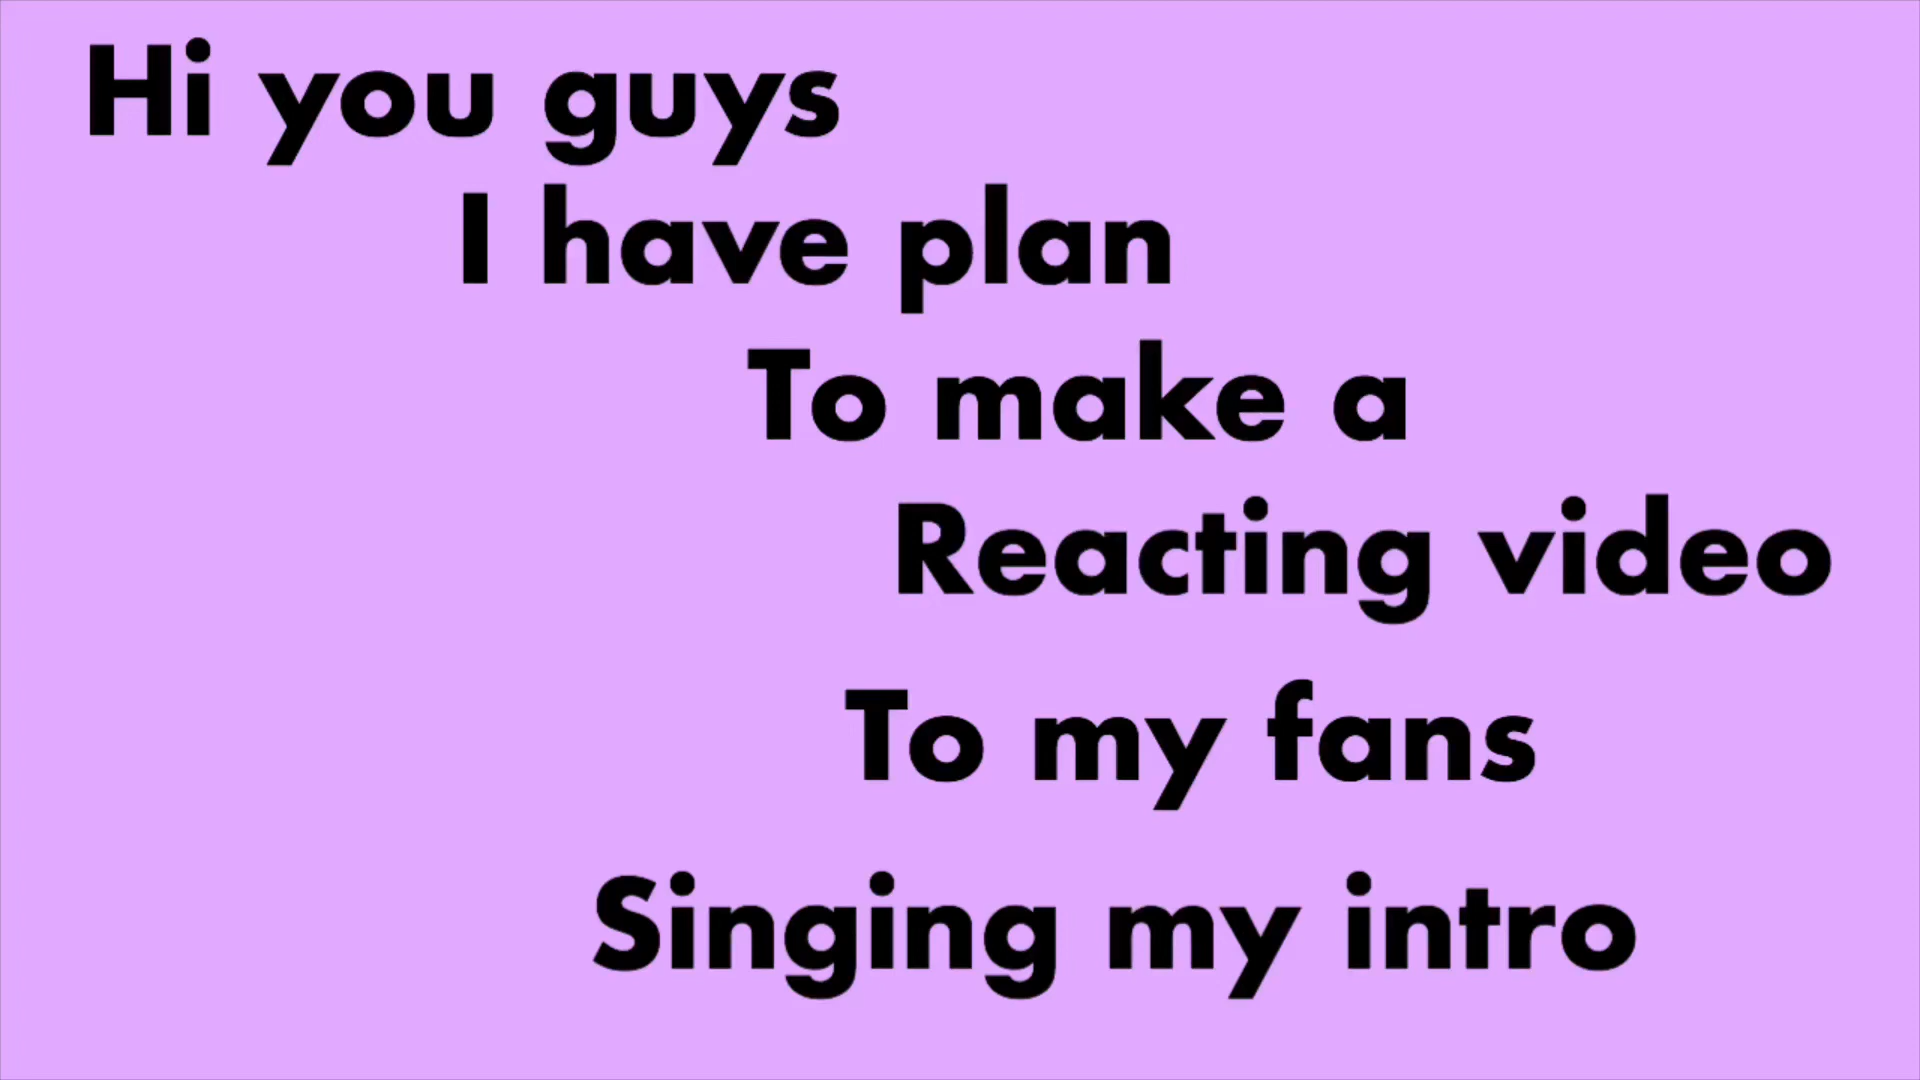 Hi you guys
I have plan
To make a
Reacting video
To my fans
Singing my intro